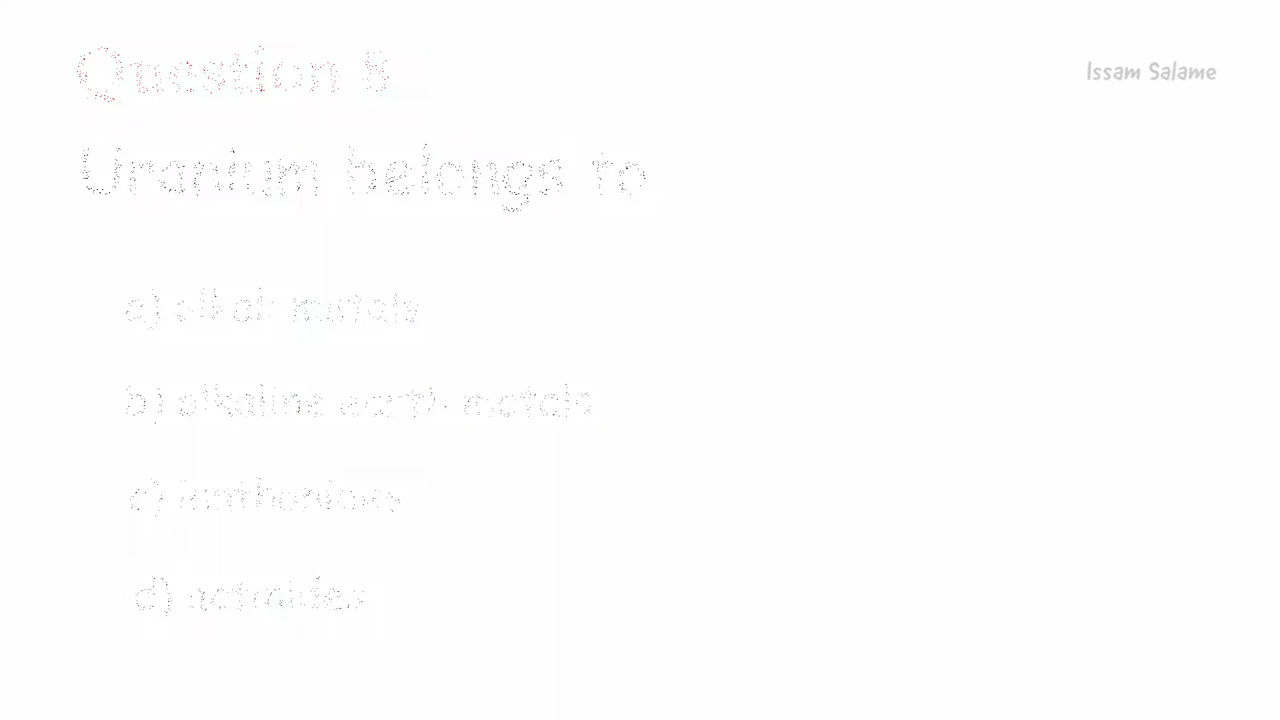 Question 8
Issam Salame
Uranium belongs to
a) alkali metals
b) alkaline earth metals
c) lanthanides
d) actinides